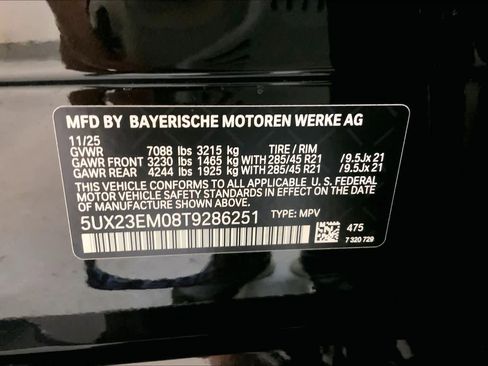 MFD BY BAYERISCHE MOTOREN WERKE AG
11/25
GVWR 7088 lbs 3215 kg TIRE / RIM
GAWR FRONT 3230 lbs 1465 kg WITH 285/45 R21 /9.5Jx 21
GAWR REAR 4244 lbs 1925 kg WITH 285/45 R21 /9.5Jx 21
THIS VEHICLE CONFORMS TO ALL APPLICABLE U.S. FEDERAL
MOTOR VEHICLE SAFETY STANDARDS IN EFFECT ON THE DATE
OF MANUFACTURE SHOWN ABOVE.
5UX23EM08T9286251 TYPE: MPV
475
7 320 729